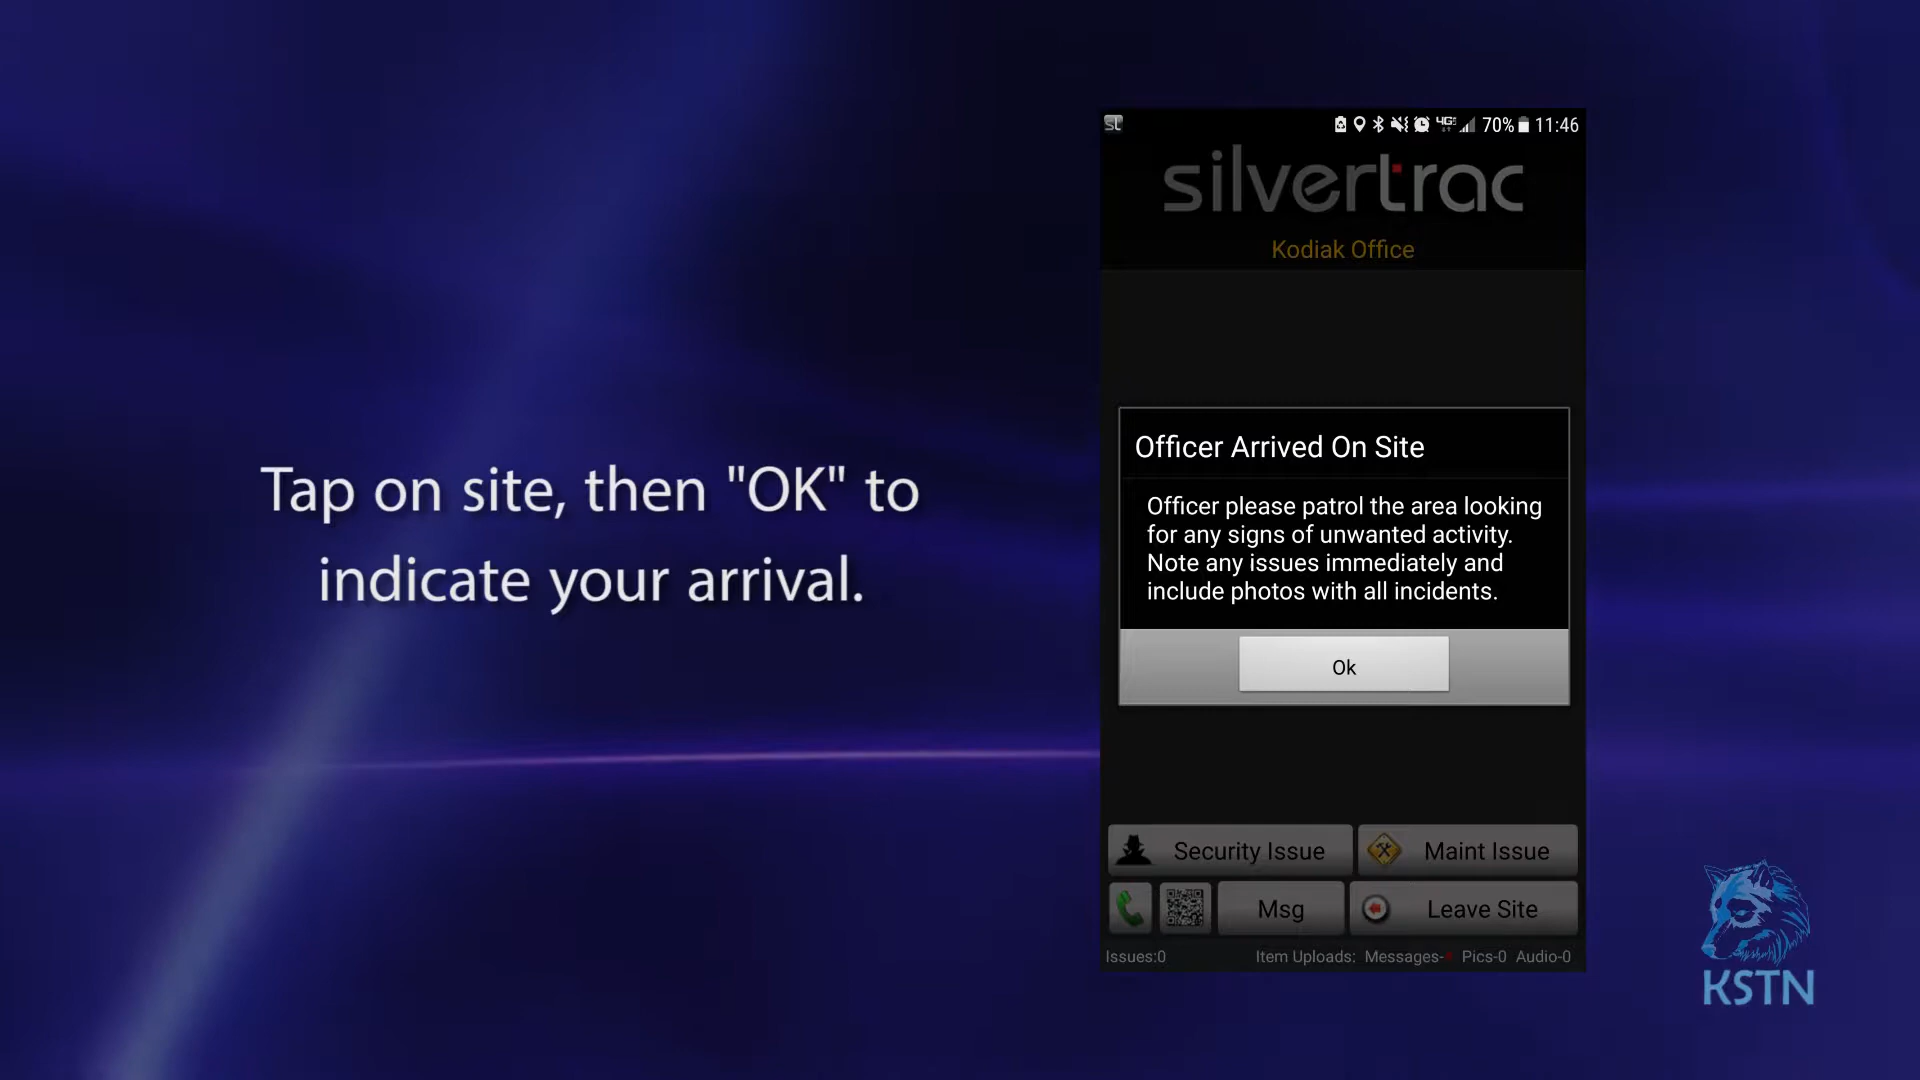 Tap on site, then "OK" to
indicate your arrival.
sL
4G 70% 11:46
silvertrac
Kodiak Office
Officer Arrived On Site
Officer please patrol the area looking
for any signs of unwanted activity.
Note any issues immediately and
include photos with all incidents.
Ok
Security Issue
Maint Issue
Msg
Leave Site
Issues:0 Item Uploads: Messages- Pics-0 Audio-0
KSTN